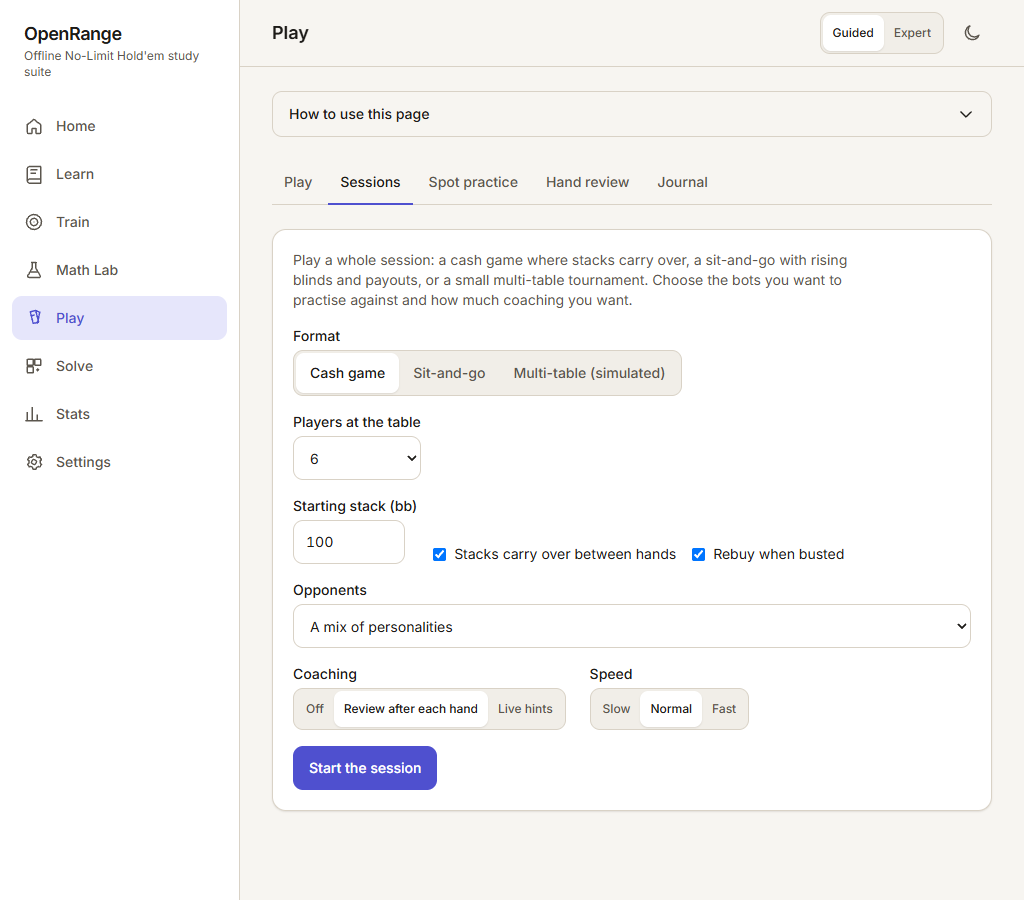 OpenRange
Offline No-Limit Hold'em study
suite
Home
Learn
Train
Math Lab
Play
Solve
Stats
Settings
Play
Guided
Expert
How to use this page
Play
Sessions
Spot practice
Hand review
Journal
Play a whole session: a cash game where stacks carry over, a sit-and-go with rising
blinds and payouts, or a small multi-table tournament. Choose the bots you want to
practise against and how much coaching you want.
Format
Cash game
Sit-and-go
Multi-table (simulated)
Players at the table
6
Starting stack (bb)
100
Stacks carry over between hands
Rebuy when busted
Opponents
A mix of personalities
Coaching
Off
Review after each hand
Live hints
Speed
Slow
Normal
Fast
Start the session